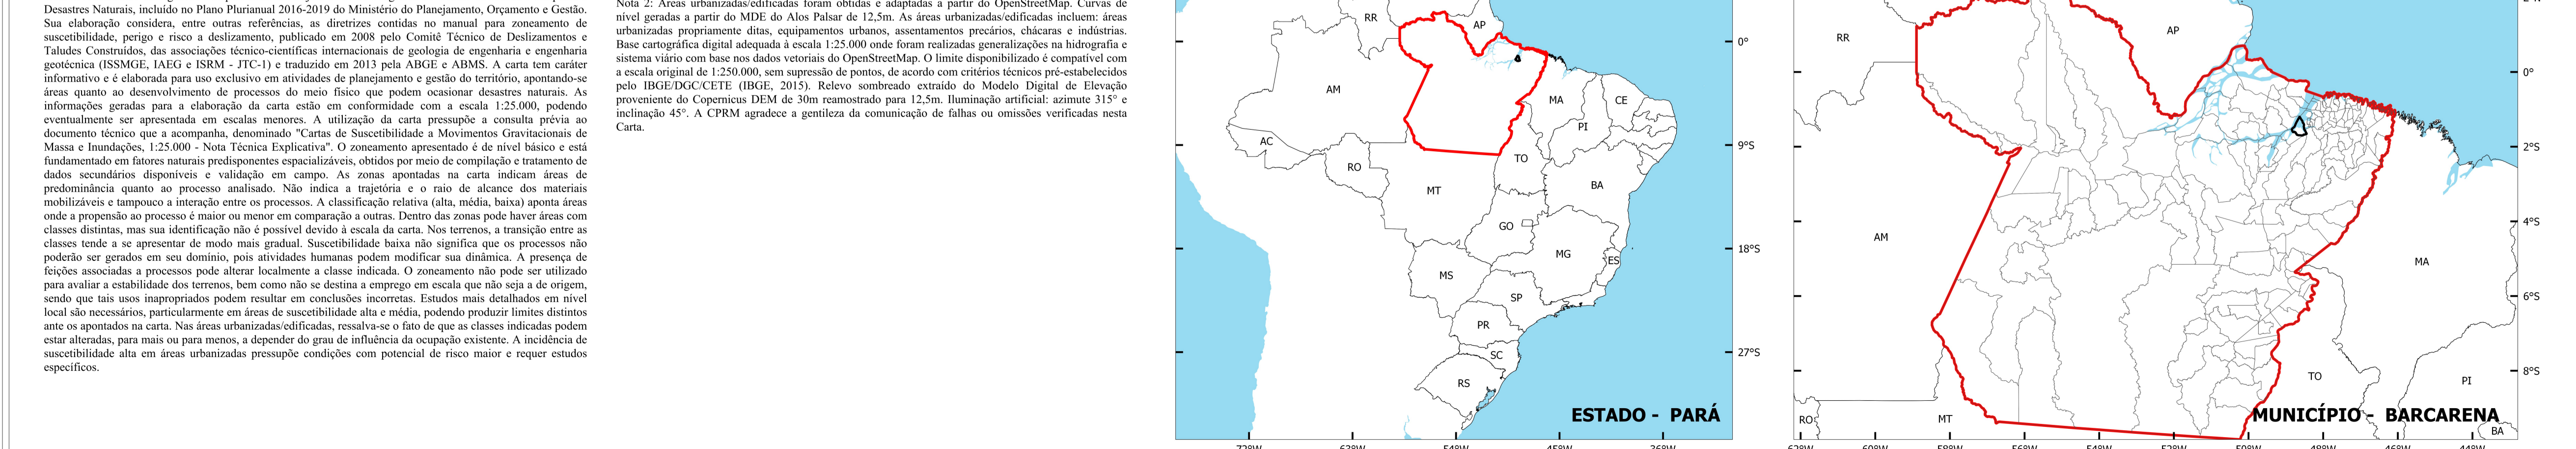 Desastres Naturais, incluído no Plano Plurianual 2016-2019 do Ministério do Planejamento, Orçamento e Gestão.
Sua elaboração considera, entre outras referências, as diretrizes contidas no manual para zoneamento de
suscetibilidade, perigo e risco a deslizamento, publicado em 2008 pelo Comitê Técnico de Deslizamentos e
Taludes Construídos, das associações técnico-científicas internacionais de geologia de engenharia e engenharia
geotécnica (ISSMGE, IAEG e ISRM - JTC-1) e traduzido em 2013 pela ABGE e ABMS. A carta tem caráter
informativo e é elaborada para uso exclusivo em atividades de planejamento e gestão do território, apontando-se
áreas quanto ao desenvolvimento de processos do meio físico que podem ocasionar desastres naturais. As
informações geradas para a elaboração da carta estão em conformidade com a escala 1:25.000, podendo
eventualmente ser apresentada em escalas menores. A utilização da carta pressupõe a consulta prévia ao
documento técnico que a acompanha, denominado "Cartas de Suscetibilidade a Movimentos Gravitacionais de
Massa e Inundações, 1:25.000 - Nota Técnica Explicativa". O zoneamento apresentado é de nível básico e está
fundamentado em fatores naturais predisponentes espacializáveis, obtidos por meio de compilação e tratamento de
dados secundários disponíveis e validação em campo. As zonas apontadas na carta indicam áreas de
predominância quanto ao processo analisado. Não indica a trajetória e o raio de alcance dos materiais
mobilizáveis e tampouco a interação entre os processos. A classificação relativa (alta, média, baixa) aponta áreas
onde a propensão ao processo é maior ou menor em comparação a outras. Dentro das zonas pode haver áreas com
classes distintas, mas sua identificação não é possível devido à escala da carta. Nos terrenos, a transição entre as
classes tende a se apresentar de modo mais gradual. Suscetibilidade baixa não significa que os processos não
poderão ser gerados em seu domínio, pois atividades humanas podem modificar sua dinâmica. A presença de
feições associadas a processos pode alterar localmente a classe indicada. O zoneamento não pode ser utilizado
para avaliar a estabilidade dos terrenos, bem como não se destina a emprego em escala que não seja a de origem,
sendo que tais usos inapropriados podem resultar em conclusões incorretas. Estudos mais detalhados em nível
local são necessários, particularmente em áreas de suscetibilidade alta e média, podendo produzir limites distintos
ante os apontados na carta. Nas áreas urbanizadas/edificadas, ressalva-se o fato de que as classes indicadas podem
estar alteradas, para mais ou para menos, a depender do grau de influência da ocupação existente. A incidência de
suscetibilidade alta em áreas urbanizadas pressupõe condições com potencial de risco maior e requer estudos
específicos.
Nota 2: Áreas urbanizadas/edificadas foram obtidas e adaptadas a partir do OpenStreetMap. Curvas de
nível geradas a partir do MDE do Alos Palsar de 12,5m. As áreas urbanizadas/edificadas incluem: áreas
urbanizadas propriamente ditas, equipamentos urbanos, assentamentos precários, chácaras e indústrias.
Base cartográfica digital adequada à escala 1:25.000 onde foram realizadas generalizações na hidrografia e
sistema viário com base nos dados vetoriais do OpenStreetMap. O limite disponibilizado é compatível com
a escala original de 1:250.000, sem supressão de pontos, de acordo com critérios técnicos pré-estabelecidos
pelo IBGE/DGC/CETE (IBGE, 2015). Relevo sombreado extraído do Modelo Digital de Elevação
proveniente do Copernicus DEM de 30m reamostrado para 12,5m. Iluminação artificial: azimute 315° e
inclinação 45°. A CPRM agradece a gentileza da comunicação de falhas ou omissões verificadas nesta
Carta.
RR
AP
0°
AM
MA
CE
PI
AC
9°S
TO
RO
BA
MT
GO
18°S
MG
ES
MS
SP
PR
27°S
SC
RS
ESTADO - PARÁ
72°W
63°W
54°W
45°W
36°W
RR
AP
0°
2°S
4°S
AM
MA
6°S
8°S
TO
PI
MUNICÍPIO - BARCARENA
RO
MT
BA
62°W
60°W
58°W
56°W
54°W
52°W
50°W
48°W
46°W
44°W